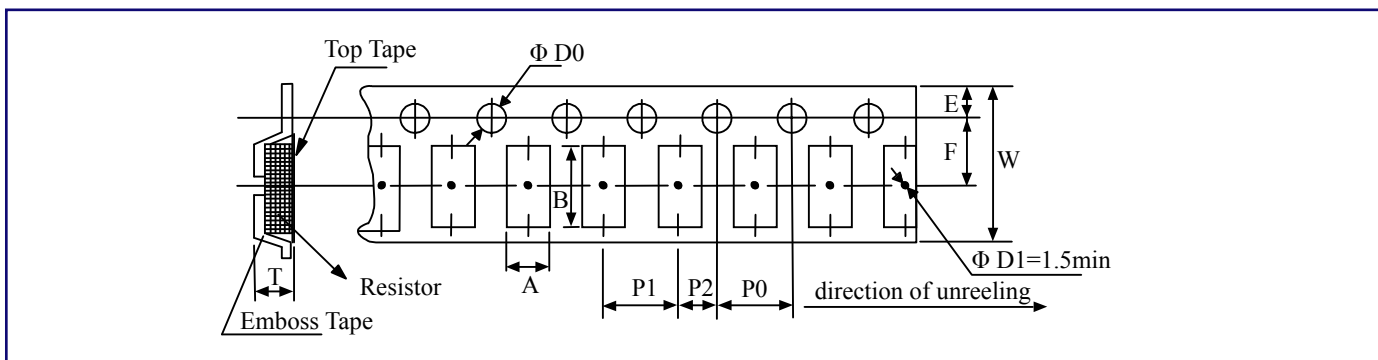 Top Tape
Φ D0
E
F
W
B
T
A
P1
P2
P0
Φ D1=1.5min
Resistor
direction of unreeling
Emboss Tape